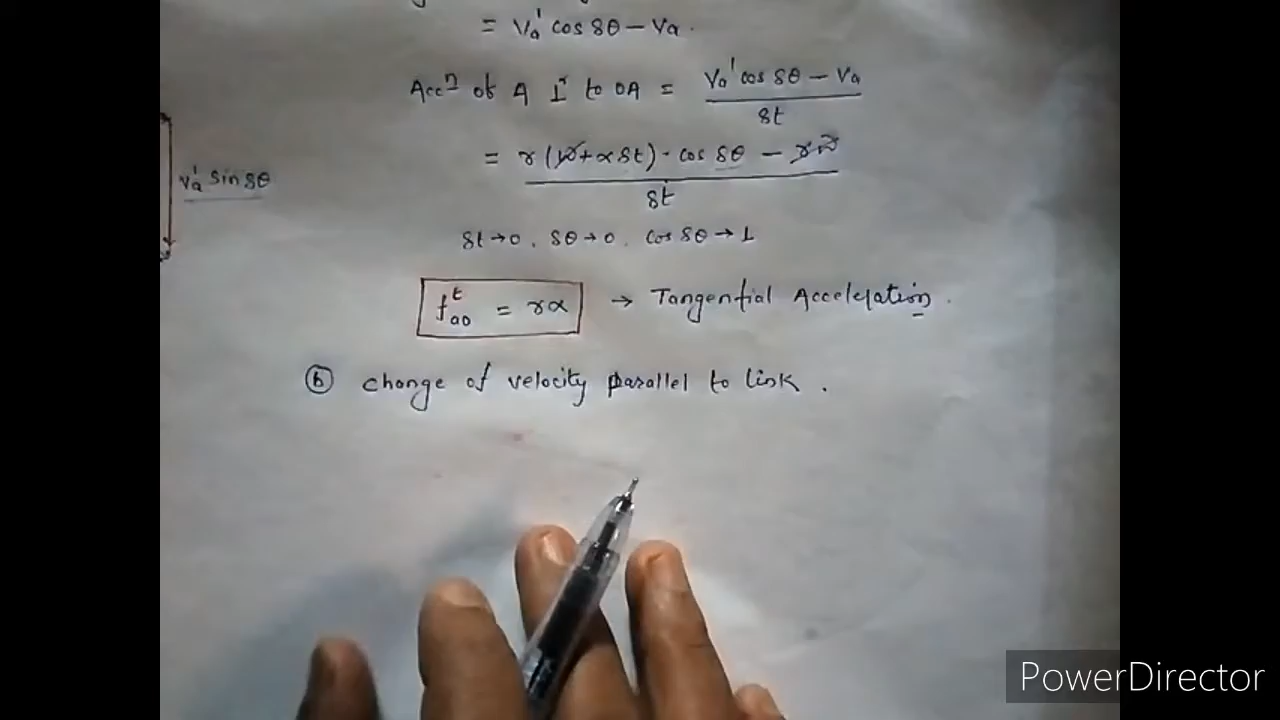 = Va' cos δθ - Va.
Accⁿ of A ⊥r to OA = Va' cos δθ - Va
δt
= r (ω + α δt) · cos δθ - rω
δt
Va' sin δθ
δt → 0, δθ → 0, cos δθ → 1
fᵗao = rα → Tangential Acceleration.
(b) change of velocity parallel to link.
PowerDirector